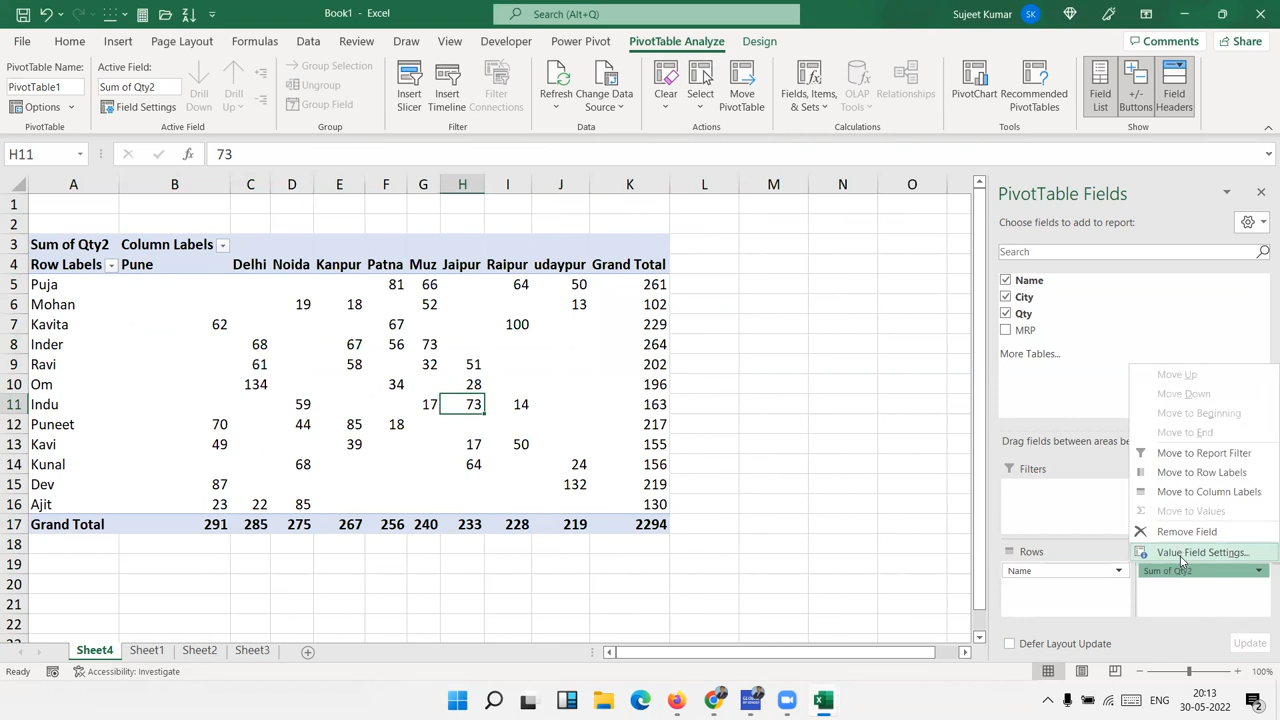 Book1 - Excel
Search (Alt+Q)
Sujeet Kumar
SK
File Home Insert Page Layout Formulas Data Review View Developer Power Pivot PivotTable Analyze Design
Comments
Share
PivotTable Name:
PivotTable1
Options
PivotTable
Active Field:
Sum of Qty2
Field Settings
Drill Down
Drill Up
Active Field
Group Selection
Ungroup
Group Field
Group
Insert Slicer
Insert Timeline
Filter Connections
Filter
Refresh
Change Data Source
Data
Clear
Select
Move PivotTable
Actions
Fields, Items, & Sets
OLAP Tools
Relationships
Calculations
PivotChart
Recommended PivotTables
Tools
Field List
+/- Buttons
Field Headers
Show
H11
fx
73
A B C D E F G H I J K L M N O
1
2
3 Sum of Qty2 Column Labels
4 Row Labels Pune Delhi Noida Kanpur Patna Muz Jaipur Raipur udaypur Grand Total
5 Puja 81 66 64 50 261
6 Mohan 19 18 52 13 102
7 Kavita 62 67 100 229
8 Inder 68 67 56 73 264
9 Ravi 61 58 32 51 202
10 Om 134 34 28 196
11 Indu 59 17 73 14 163
12 Puneet 70 44 85 18 217
13 Kavi 49 39 17 50 155
14 Kunal 68 64 24 156
15 Dev 87 132 219
16 Ajit 23 22 85 130
17 Grand Total 291 285 275 267 256 240 233 228 219 2294
18
19
20
21
22
PivotTable Fields
Choose fields to add to report:
Search
Name
City
Qty
MRP
More Tables...
Drag fields between areas be
Filters
Rows
Name
Move Up
Move Down
Move to Beginning
Move to End
Move to Report Filter
Move to Row Labels
Move to Column Labels
Σ Move to Values
Remove Field
Value Field Settings...
Sum of Qty2
Defer Layout Update
Update
Sheet4 Sheet1 Sheet2 Sheet3
Ready
Accessibility: Investigate
100%
ENG
20:13
30-05-2022
2